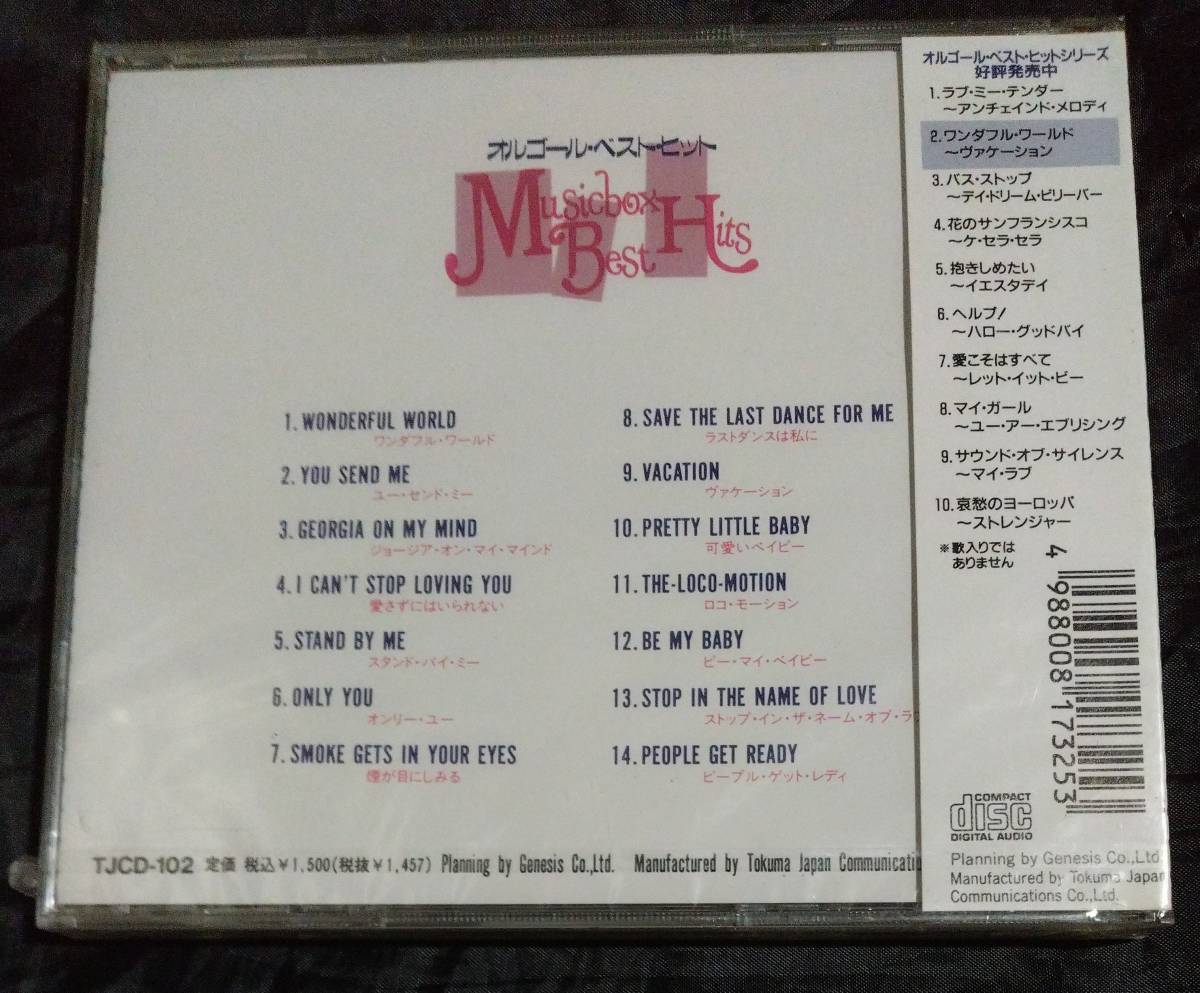 オルゴール・ベスト・ヒット
Musicbox
Best Hits
1. WONDERFUL WORLD
ワンダフル・ワールド
2. YOU SEND ME
ユー・センド・ミー
3. GEORGIA ON MY MIND
ジョージア・オン・マイ・マインド
4. I CAN'T STOP LOVING YOU
愛さずにはいられない
5. STAND BY ME
スタンド・バイ・ミー
6. ONLY YOU
オンリー・ユー
7. SMOKE GETS IN YOUR EYES
煙が目にしみる
8. SAVE THE LAST DANCE FOR ME
ラストダンスは私に
9. VACATION
ヴァケーション
10. PRETTY LITTLE BABY
可愛いベイビー
11. THE-LOCO-MOTION
ロコ・モーション
12. BE MY BABY
ビー・マイ・ベイビー
13. STOP IN THE NAME OF LOVE
ストップ・イン・ザ・ネーム・オブ・ラブ
14. PEOPLE GET READY
ピープル・ゲット・レディ
TJCD-102 定価 税込¥1,500(税抜¥1,457) Planning by Genesis Co.,Ltd. Manufactured by Tokuma Japan Communicatio
オルゴール・ベスト・ヒットシリーズ
好評発売中
1. ラブ・ミー・テンダー
〜アンチェインド・メロディ
2. ワンダフル・ワールド
〜ヴァケーション
3. バス・ストップ
〜デイ・ドリーム・ビリーバー
4. 花のサンフランシスコ
〜ケ・セラ・セラ
5. 抱きしめたい
〜イエスタデイ
6. ヘルプ!
〜ハロー・グッドバイ
7. 愛こそはすべて
〜レット・イット・ビー
8. マイ・ガール
〜ユー・アー・エブリシング
9. サウンド・オブ・サイレンス
〜マイ・ラブ
10. 哀愁のヨーロッパ
〜ストレンジャー
※歌入りでは
ありません
4 988008 173253
COMPACT
disc
DIGITAL AUDIO
Planning by Genesis Co.,Ltd.
Manufactured by Tokuma Japan
Communications Co.,Ltd.